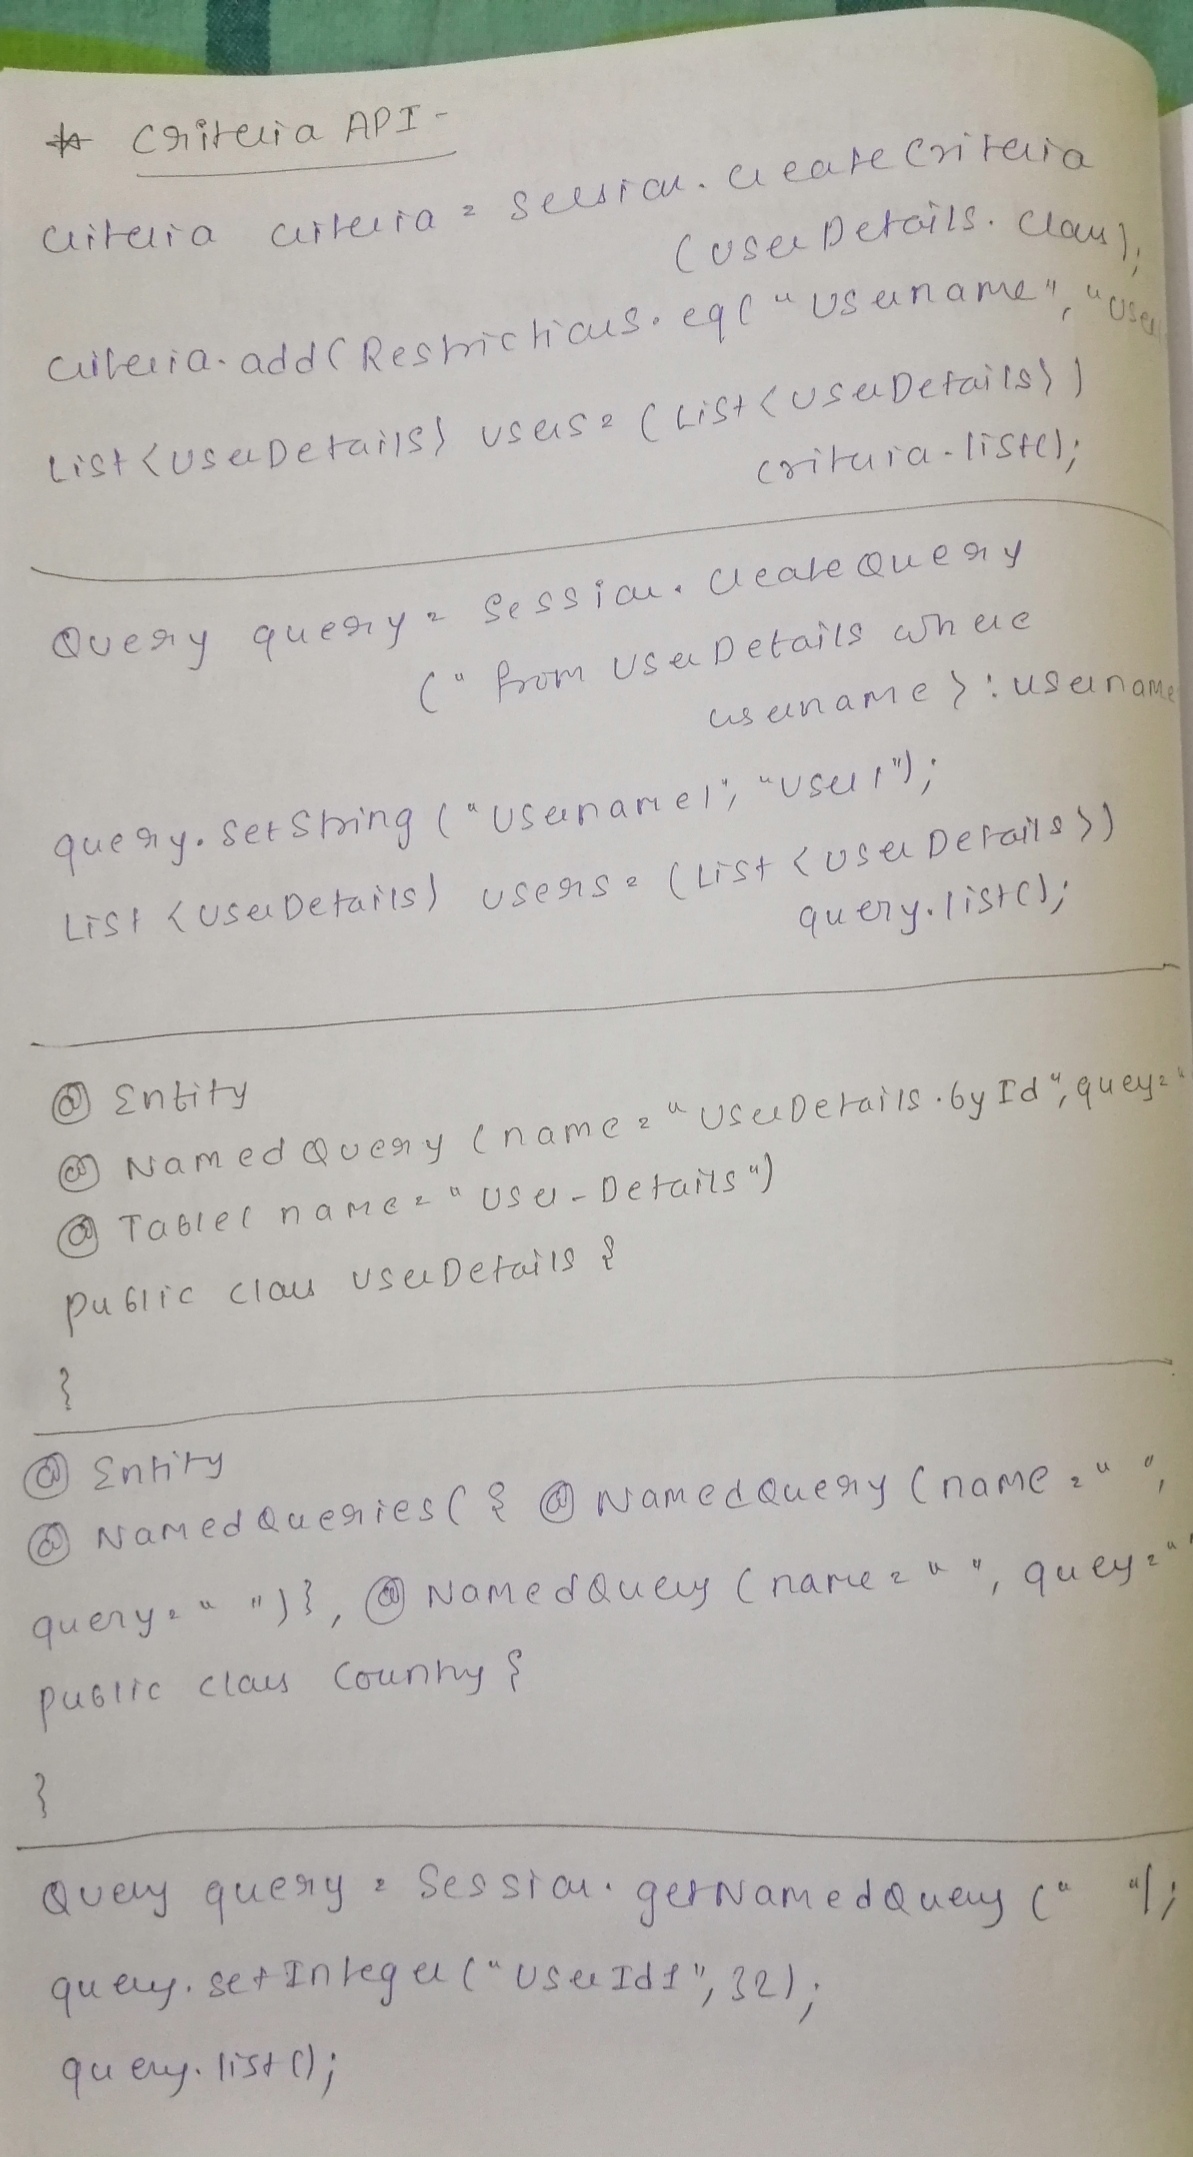 * Criteria API -
Criteria criteria = session.createCriteria
(UserDetails.class);
criteria.add(Restrictions.eq("username", "User
List<UserDetails> users = (List<UserDetails>)
criteria.list();
Query query = session.createQuery
("from UserDetails where
username > :username
query.setString("username1", "User1");
List<UserDetails> users = (List<UserDetails>)
query.list();
@Entity
@NamedQuery(name="UserDetails.byId", quey="
@Table(name="User-Details")
public class UserDetails {
}
@Entity
@NamedQueries({ @NamedQuery(name=" ",
query=" ")}, @NamedQuery(name=" ", quey=" "
public class Country {
}
Query query = session.getNamedQuery(" ");
query.setInteger("UserId1", 32);
query.list();